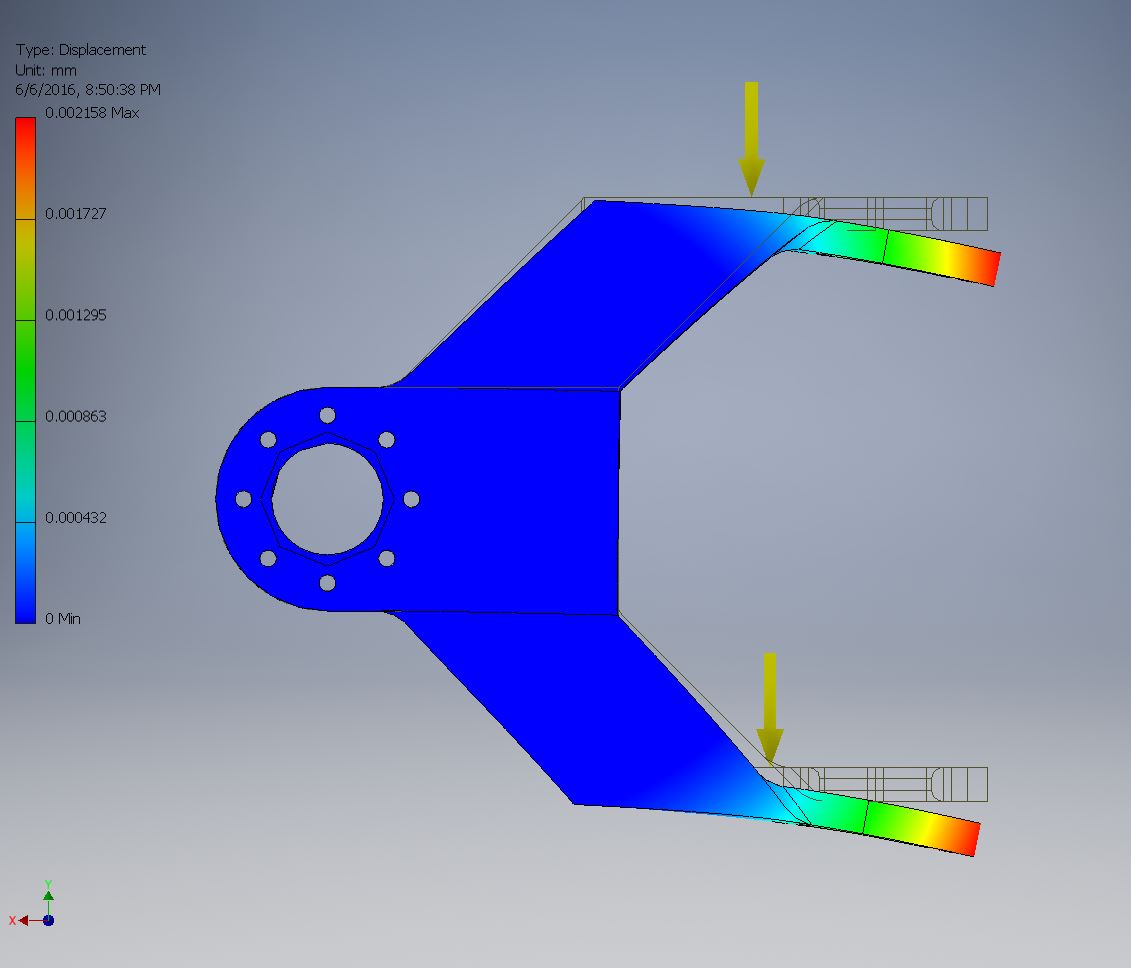 Type: Displacement
Unit: mm
6/6/2016, 8:50:38 PM
0.002158 Max
0.001727
0.001295
0.000863
0.000432
0 Min
Y
X